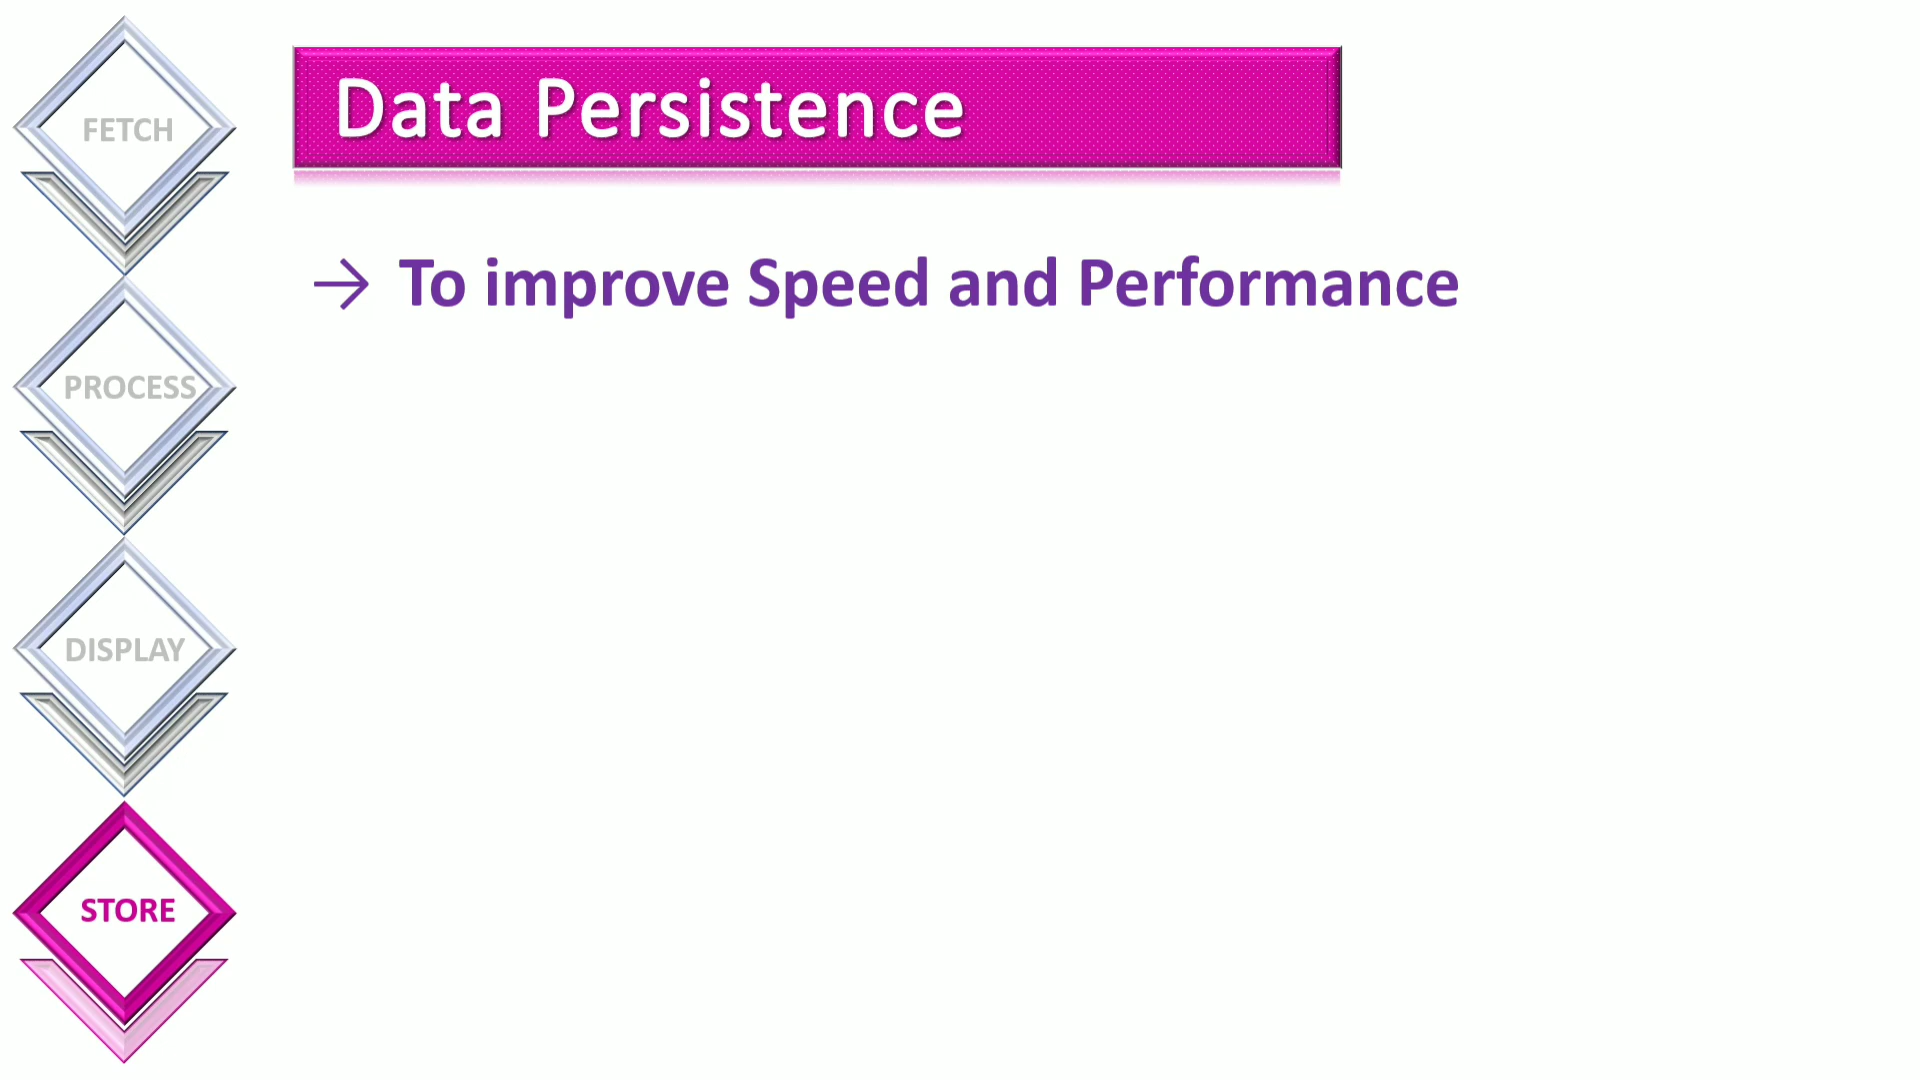 FETCH
PROCESS
DISPLAY
STORE
Data Persistence
→ To improve Speed and Performance